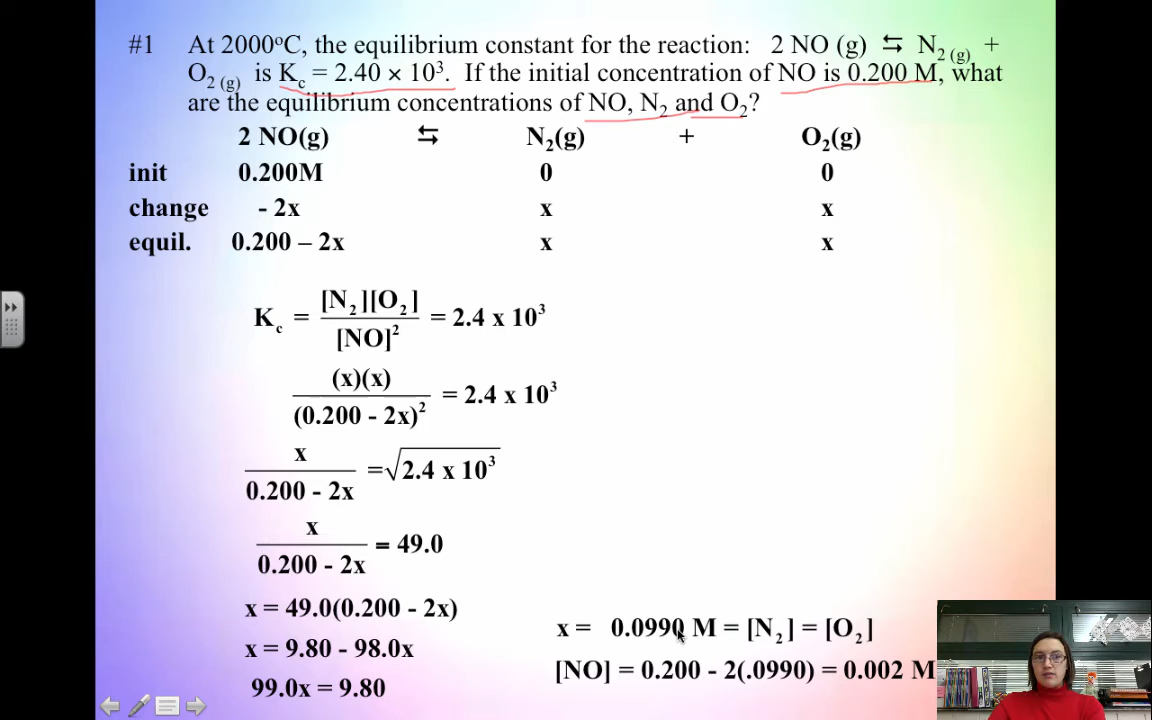 #1 At 2000°C, the equilibrium constant for the reaction: 2 NO (g) ⇆ N₂ (g) +
O₂ (g) is Kc = 2.40 × 10³. If the initial concentration of NO is 0.200 M, what
are the equilibrium concentrations of NO, N₂ and O₂?
2 NO(g) ⇆ N₂(g) + O₂(g)
init 0.200M 0 0
change - 2x x x
equil. 0.200 – 2x x x
Kc = [N₂][O₂] / [NO]² = 2.4 x 10³
(x)(x) / (0.200 - 2x)² = 2.4 x 10³
x / 0.200 - 2x = √2.4 x 10³
x / 0.200 - 2x = 49.0
x = 49.0(0.200 - 2x)
x = 9.80 - 98.0x
99.0x = 9.80
x = 0.0990 M = [N₂] = [O₂]
[NO] = 0.200 - 2(.0990) = 0.002 M